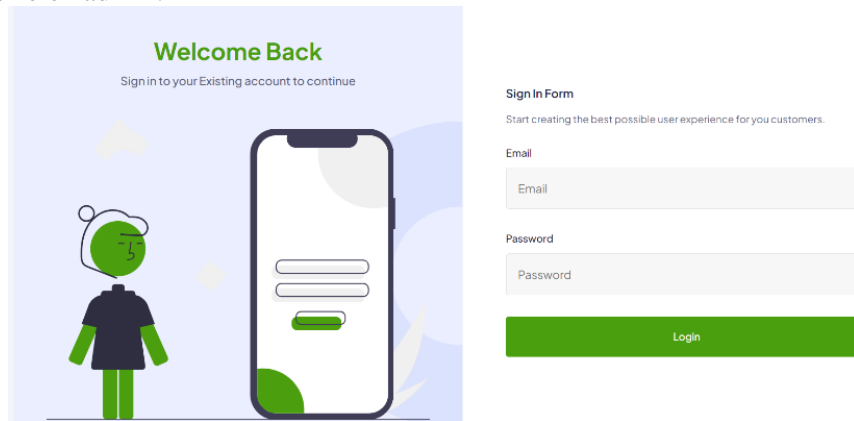 Welcome Back
Sign in to your Existing account to continue
Sign In Form
Start creating the best possible user experience for you customers.
Email
Email
Password
Password
Login